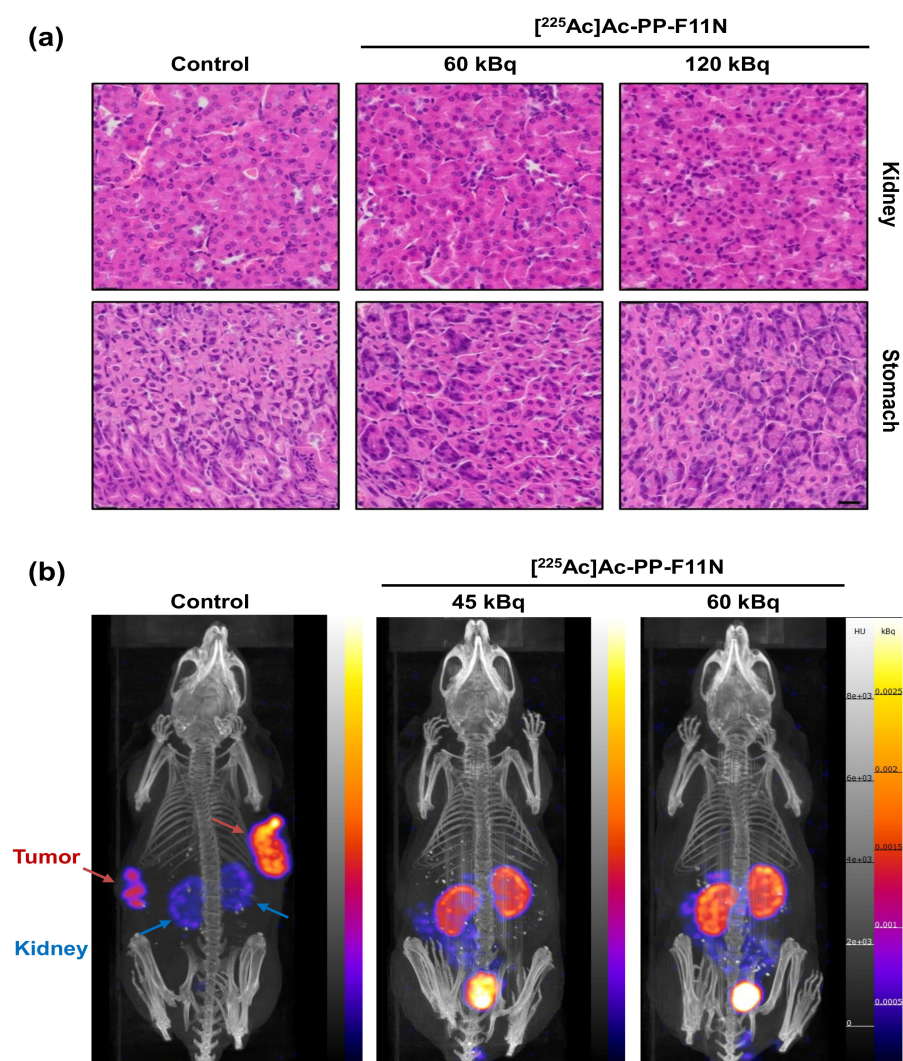 (a)
[²²⁵Ac]Ac-PP-F11N
Control
60 kBq
120 kBq
Kidney
Stomach
(b)
[²²⁵Ac]Ac-PP-F11N
Control
45 kBq
60 kBq
HU
kBq
8e+03
0.0025
6e+03
0.002
4e+03
0.0015
2e+03
0.001
0
0.0005
Tumor
Kidney